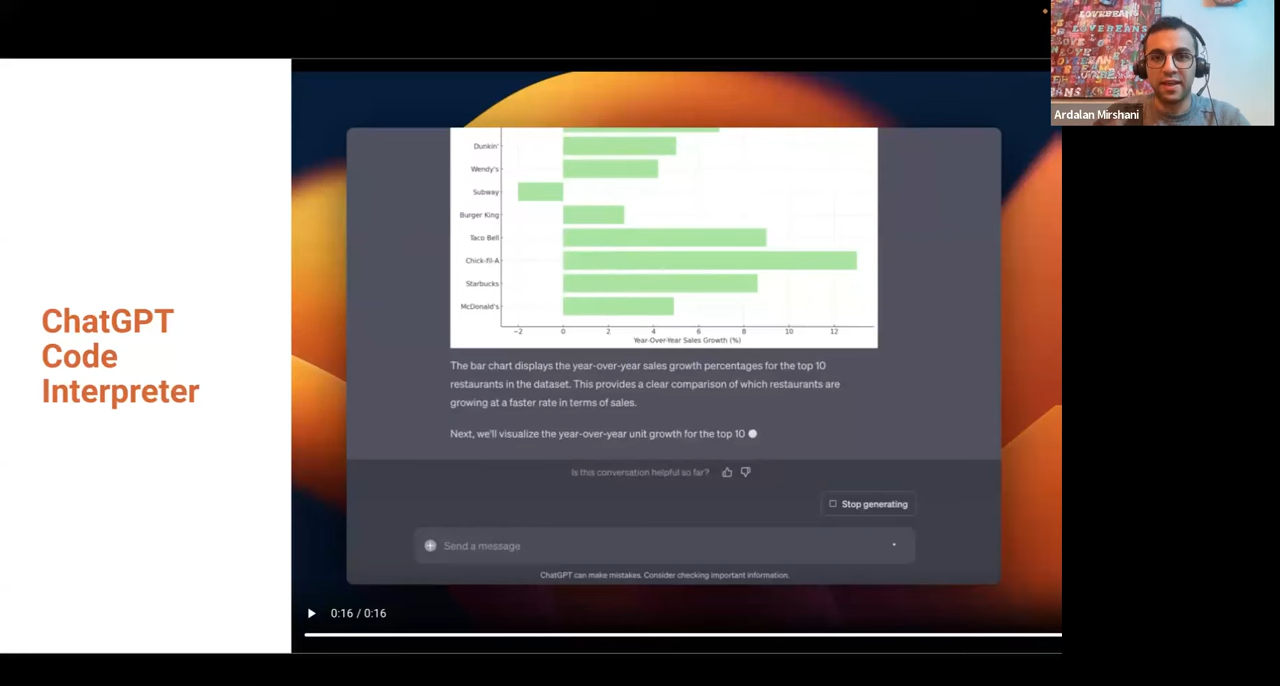 LOVEBEANS
LOVEBEANS
Ardalan Mirshani
ChatGPT
Code
Interpreter
Dunkin'
Wendy's
Subway
Burger King
Taco Bell
Chick-fil-A
Starbucks
McDonald's
−2 0 2 4 6 8 10 12
Year-Over-Year Sales Growth (%)
The bar chart displays the year-over-year sales growth percentages for the top 10
restaurants in the dataset. This provides a clear comparison of which restaurants are
growing at a faster rate in terms of sales.
Next, we'll visualize the year-over-year unit growth for the top 10
Is this conversation helpful so far?
Stop generating
Send a message
ChatGPT can make mistakes. Consider checking important information.
0:16 / 0:16